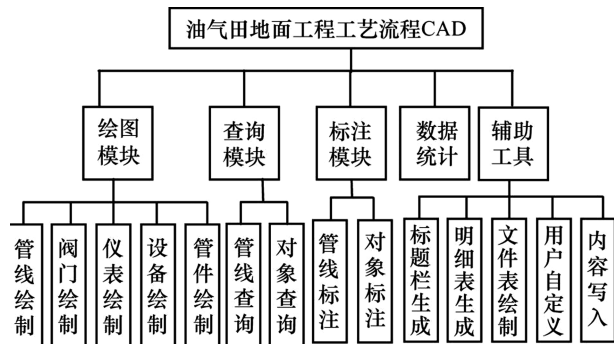 油气田地面工程工艺流程CAD
绘图
模块
查询
模块
标注
模块
数据
统计
辅助
工具
管线绘制
阀门绘制
仪表绘制
设备绘制
管件绘制
管线查询
对象查询
管线标注
对象标注
标题栏生成
明细表生成
文件表绘制
用户自定义
内容写入